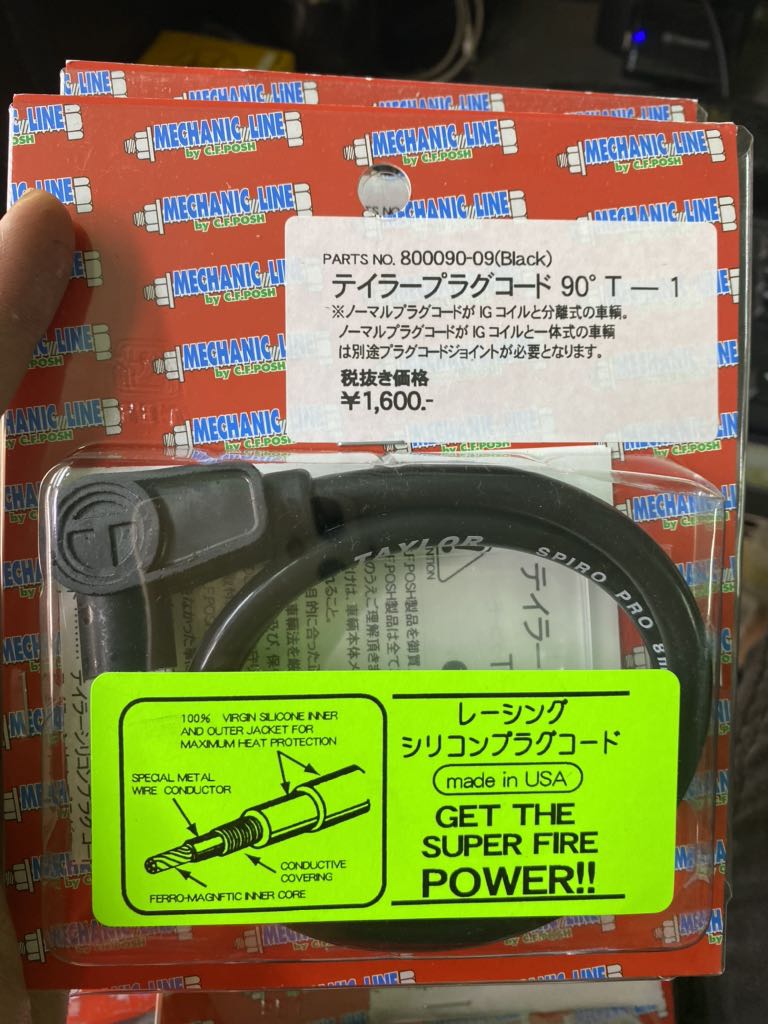 MECHANIC LINE
by C.F.POSH
PARTS NO. 800090-09(Black)
テイラープラグコード 90° T — 1
※ノーマルプラグコードが IG コイルと分離式の車輌。
ノーマルプラグコードが IG コイルと一体式の車輌
は別途プラグコードジョイントが必要となります。
税抜き価格
¥1,600.-
TAYLOR SPIRO PRO
100% VIRGIN SILICONE INNER
AND OUTER JACKET FOR
MAXIMUM HEAT PROTECTION
SPECIAL METAL
WIRE CONDUCTOR
CONDUCTIVE
COVERING
FERRO-MAGNFTIC INNER CORE
レーシング
シリコンプラグコード
made in USA
GET THE
SUPER FIRE
POWER!!